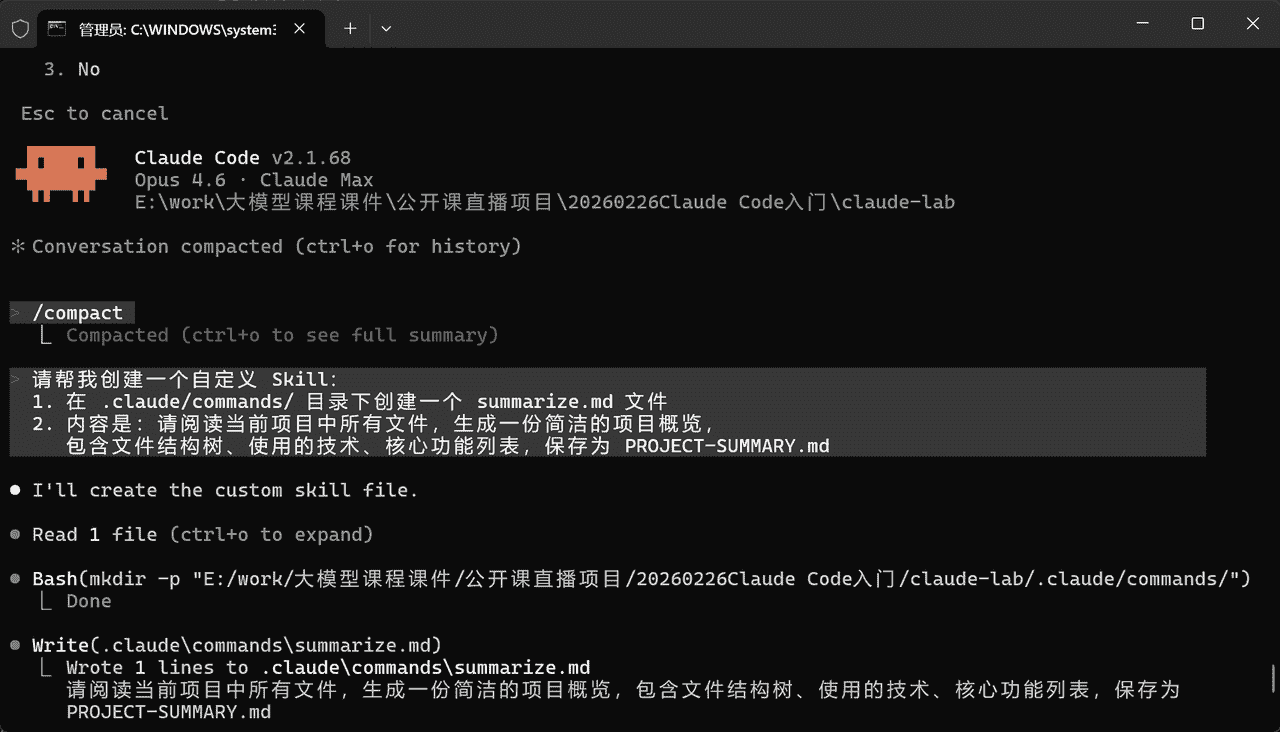 管理员: C:\WINDOWS\system3
3. No
Esc to cancel
Claude Code v2.1.68
Opus 4.6 · Claude Max
E:\work\大模型课程课件\公开课直播项目\20260226Claude Code入门\claude-lab
Conversation compacted (ctrl+o for history)
> /compact
Compacted (ctrl+o to see full summary)
> 请帮我创建一个自定义 Skill：
1. 在 .claude/commands/ 目录下创建一个 summarize.md 文件
2. 内容是：请阅读当前项目中所有文件，生成一份简洁的项目概览，
包含文件结构树、使用的技术、核心功能列表，保存为 PROJECT-SUMMARY.md
● I'll create the custom skill file.
● Read 1 file (ctrl+o to expand)
● Bash(mkdir -p "E:/work/大模型课程课件/公开课直播项目/20260226Claude Code入门/claude-lab/.claude/commands/")
Done
● Write(.claude\commands\summarize.md)
Wrote 1 lines to .claude\commands\summarize.md
请阅读当前项目中所有文件，生成一份简洁的项目概览，包含文件结构树、使用的技术、核心功能列表，保存为
PROJECT-SUMMARY.md